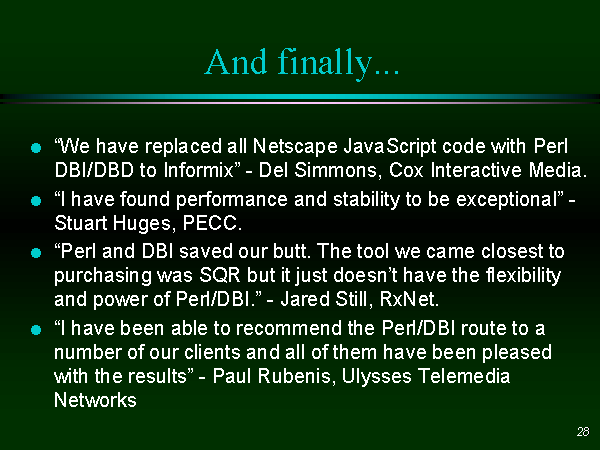 And finally...
“We have replaced all Netscape JavaScript code with Perl
DBI/DBD to Informix” - Del Simmons, Cox Interactive Media.
“I have found performance and stability to be exceptional” -
Stuart Huges, PECC.
“Perl and DBI saved our butt. The tool we came closest to
purchasing was SQR but it just doesn’t have the flexibility
and power of Perl/DBI.” - Jared Still, RxNet.
“I have been able to recommend the Perl/DBI route to a
number of our clients and all of them have been pleased
with the results” - Paul Rubenis, Ulysses Telemedia
Networks
28